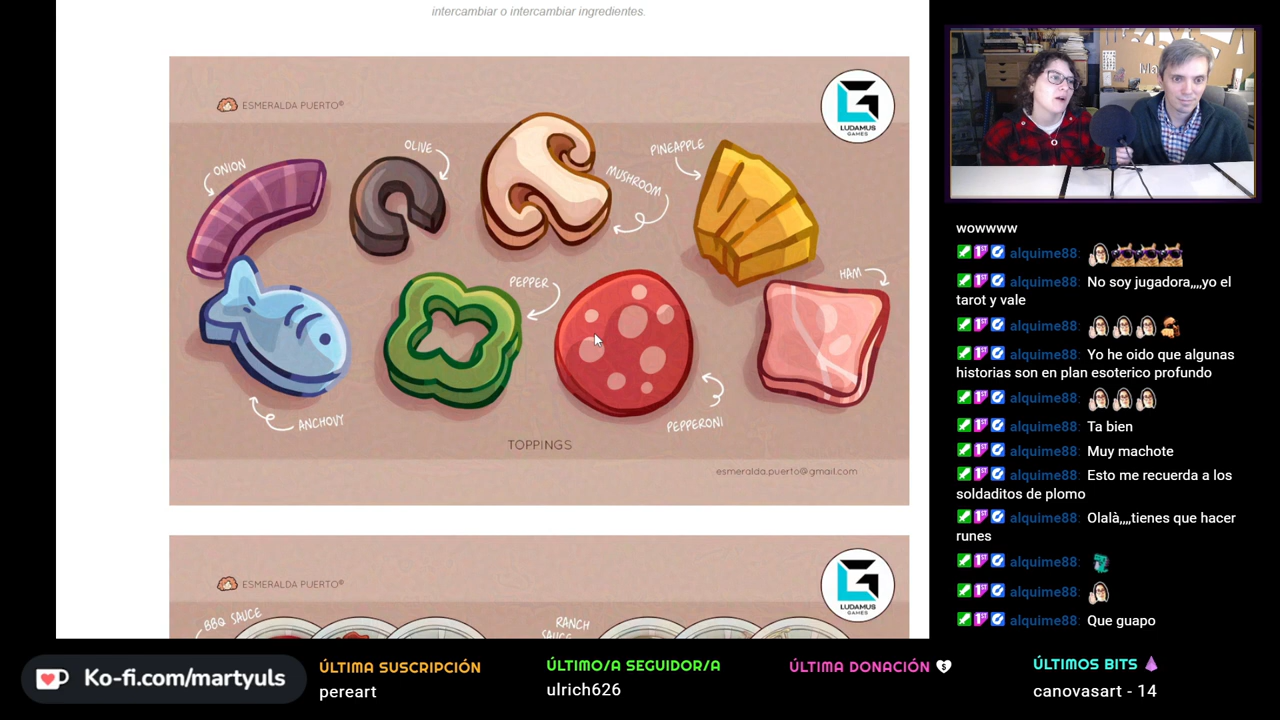 intercambiar o intercambiar ingredientes.
ESMERALDA PUERTO®
LUDAMUS
GAMES
ONION
OLIVE
MUSHROOM
PINEAPPLE
PEPPER
HAM
ANCHOVY
PEPPERONI
TOPPINGS
esmeralda.puerto@gmail.com
ESMERALDA PUERTO®
LUDAMUS
GAMES
BBQ SAUCE
RANCH
SAUCE
wowwww
alquime88:
alquime88: No soy jugadora,,,,yo el
tarot y vale
alquime88:
alquime88: Yo he oido que algunas
historias son en plan esoterico profundo
alquime88:
alquime88: Ta bien
alquime88: Muy machote
alquime88: Esto me recuerda a los
soldaditos de plomo
alquime88: Olalà,,,,tienes que hacer
runes
alquime88:
alquime88:
alquime88: Que guapo
Ko-fi.com/martyuls
ÚLTIMA SUSCRIPCIÓN
pereart
ÚLTIMO/A SEGUIDOR/A
ulrich626
ÚLTIMA DONACIÓN
ÚLTIMOS BITS
canovasart - 14